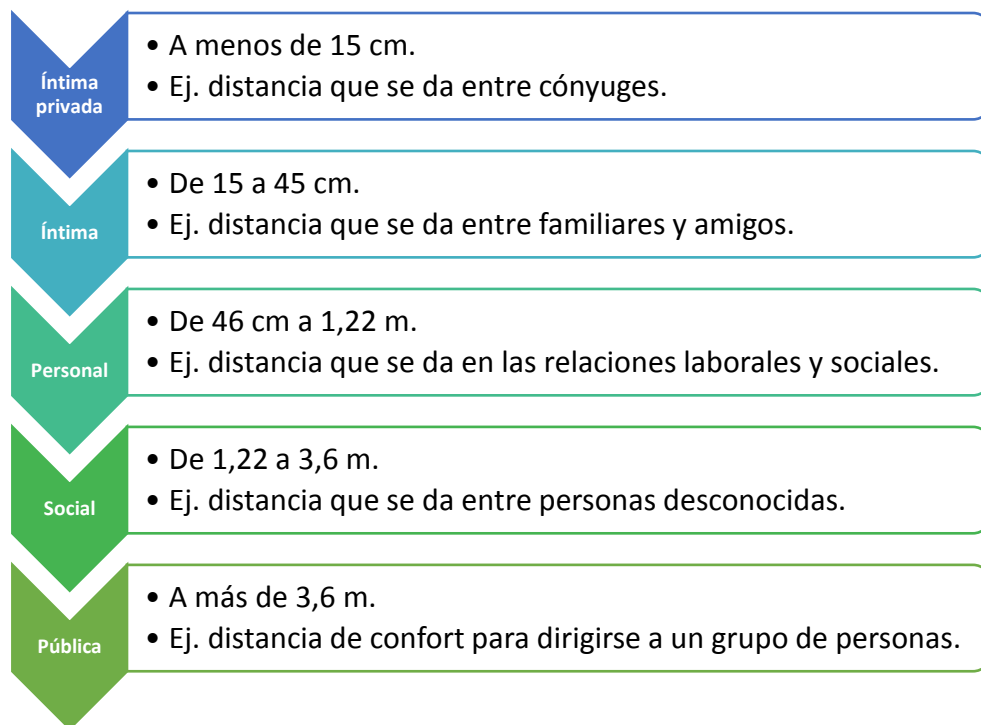 Íntima
privada
• A menos de 15 cm.
• Ej. distancia que se da entre cónyuges.
Íntima
• De 15 a 45 cm.
• Ej. distancia que se da entre familiares y amigos.
Personal
• De 46 cm a 1,22 m.
• Ej. distancia que se da en las relaciones laborales y sociales.
Social
• De 1,22 a 3,6 m.
• Ej. distancia que se da entre personas desconocidas.
Pública
• A más de 3,6 m.
• Ej. distancia de confort para dirigirse a un grupo de personas.